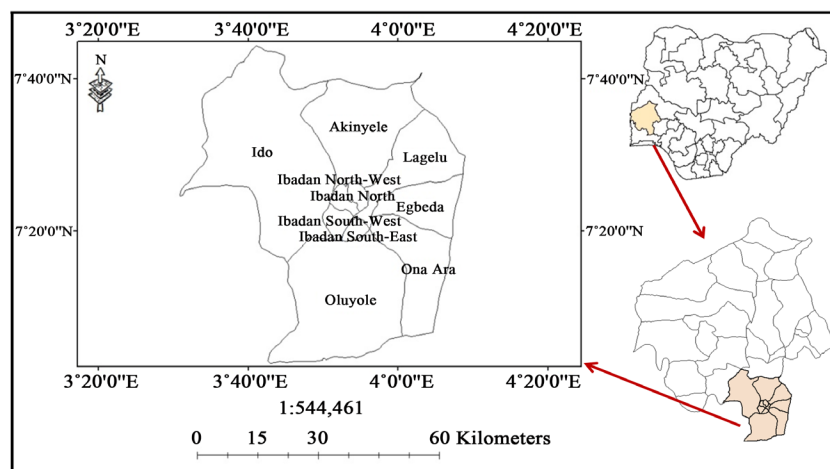 3°20'0"E 3°40'0"E 4°0'0"E 4°20'0"E
N
7°40'0"N 7°40'0"N
Akinyele
Ido
Lagelu
Ibadan North-West
Ibadan North
Egbeda
Ibadan South-West
7°20'0"N 7°20'0"N
Ibadan South-East
Ona Ara
Oluyole
3°20'0"E 3°40'0"E 4°0'0"E 4°20'0"E
1:544,461
0 15 30 60 Kilometers